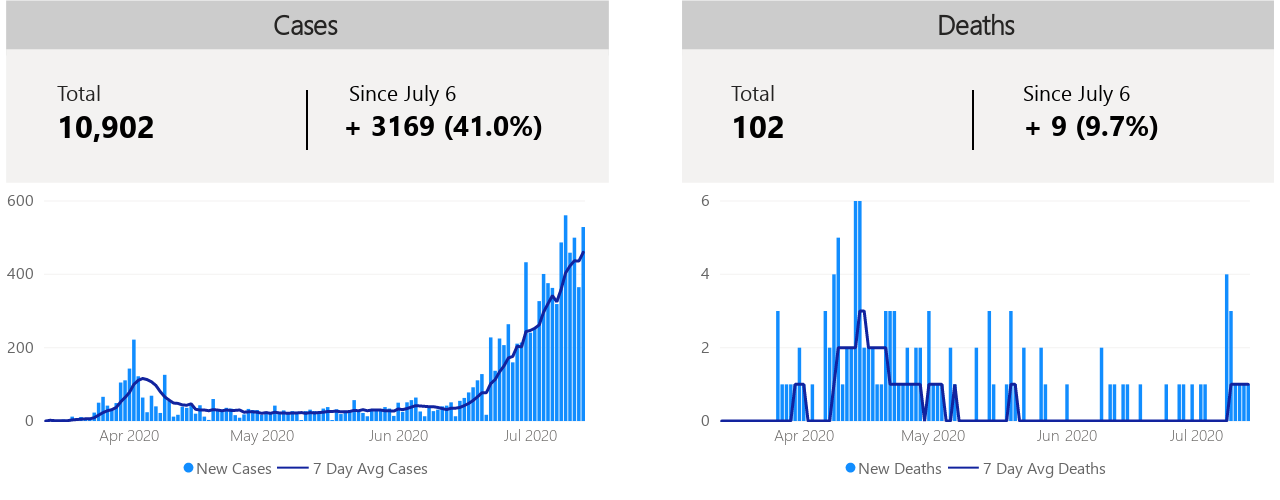 Cases
Total
Since July 6
10,902
+ 3169 (41.0%)
600
400
200
0
Apr 2020 May 2020 Jun 2020 Jul 2020
New Cases 7 Day Avg Cases
Deaths
Total
Since July 6
102
+ 9 (9.7%)
6
4
2
0
Apr 2020 May 2020 Jun 2020 Jul 2020
New Deaths 7 Day Avg Deaths